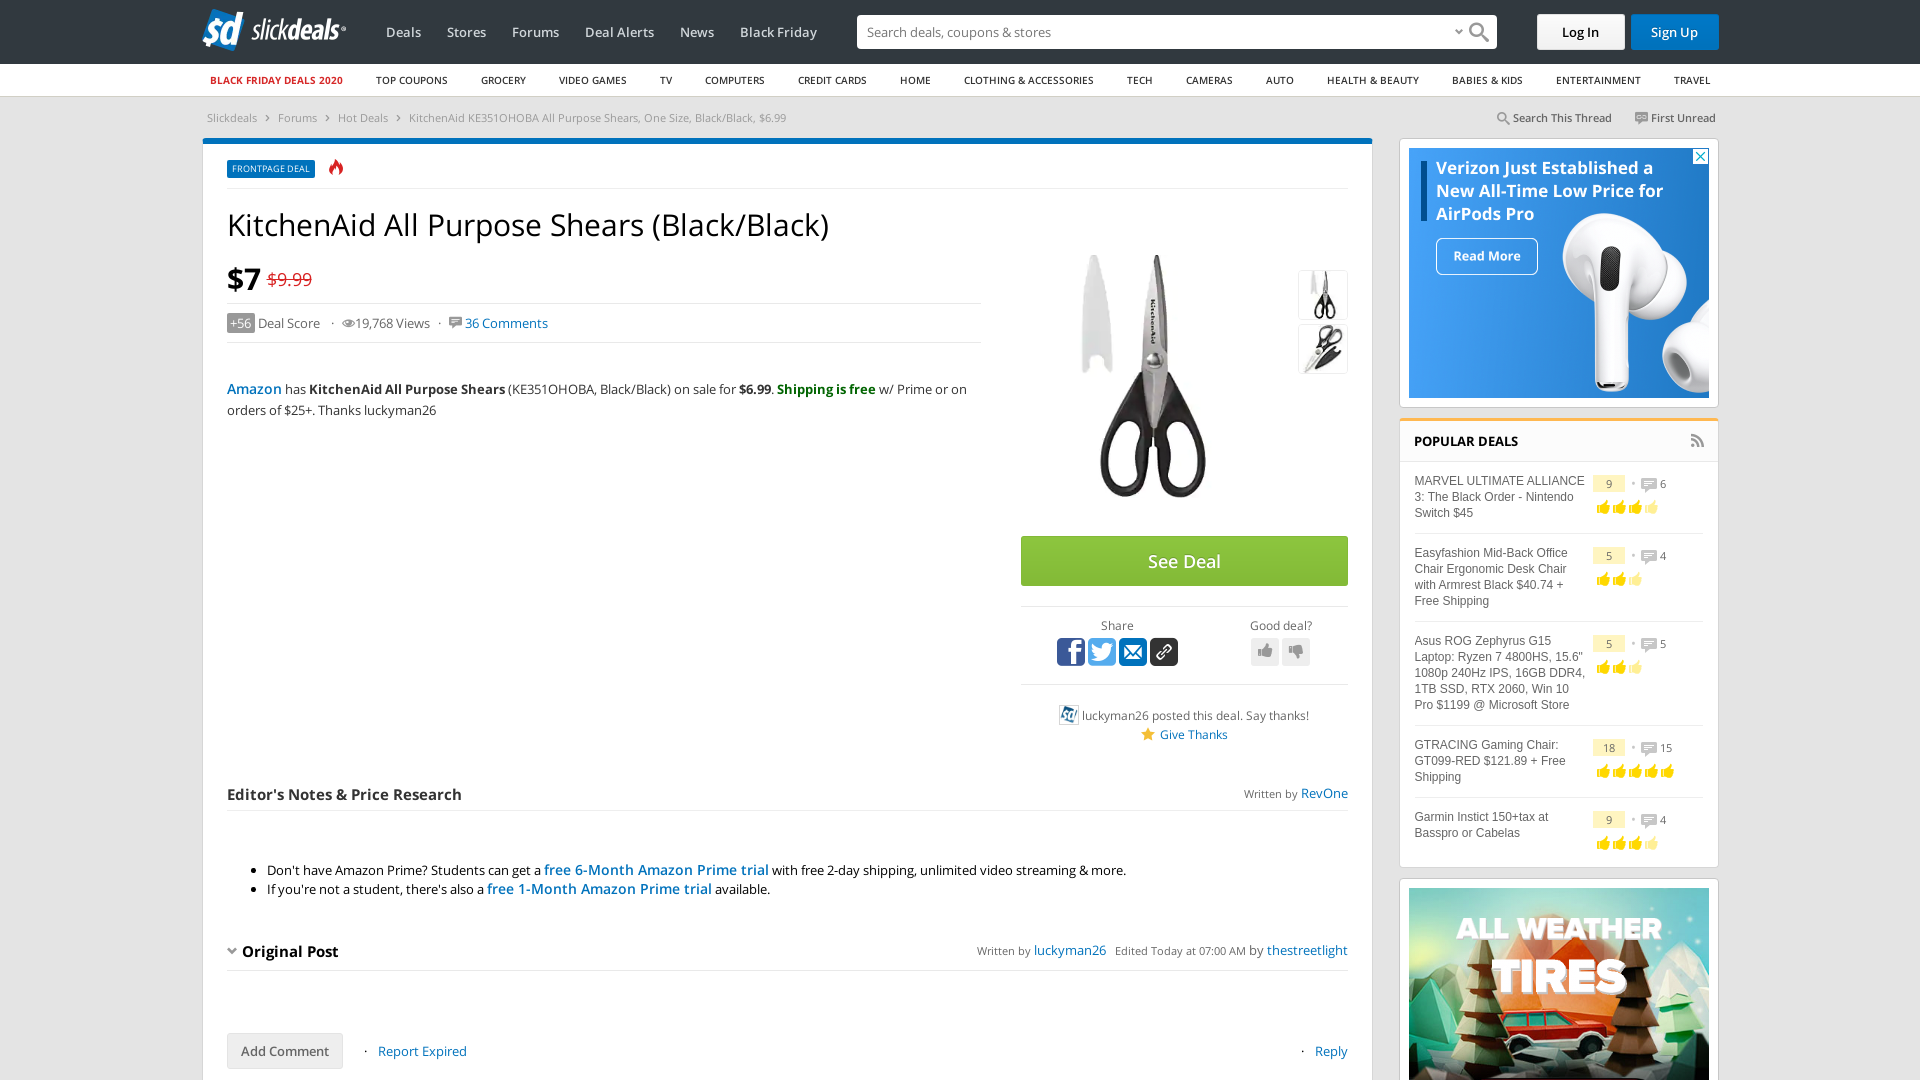 sd slickdeals
Deals
Stores
Forums
Deal Alerts
News
Black Friday
Search deals, coupons & stores
Log In
Sign Up
BLACK FRIDAY DEALS 2020
TOP COUPONS
GROCERY
VIDEO GAMES
TV
COMPUTERS
CREDIT CARDS
HOME
CLOTHING & ACCESSORIES
TECH
CAMERAS
AUTO
HEALTH & BEAUTY
BABIES & KIDS
ENTERTAINMENT
TRAVEL
Slickdeals › Forums › Hot Deals › KitchenAid KE351OHOBA All Purpose Shears, One Size, Black/Black, $6.99
Search This Thread
First Unread
FRONTPAGE DEAL
KitchenAid All Purpose Shears (Black/Black)
$7 $9.99
+56 Deal Score · 19,768 Views · 36 Comments
Amazon has KitchenAid All Purpose Shears (KE351OHOBA, Black/Black) on sale for $6.99. Shipping is free w/ Prime or on
orders of $25+. Thanks luckyman26
KitchenAid
See Deal
Share
Good deal?
luckyman26 posted this deal. Say thanks!
Give Thanks
Editor's Notes & Price Research
Written by RevOne
• Don't have Amazon Prime? Students can get a free 6-Month Amazon Prime trial with free 2-day shipping, unlimited video streaming & more.
• If you're not a student, there's also a free 1-Month Amazon Prime trial available.
Original Post
Written by luckyman26 Edited Today at 07:00 AM by thestreetlight
Add Comment
· Report Expired
· Reply
Verizon Just Established a
New All-Time Low Price for
AirPods Pro
Read More
POPULAR DEALS
MARVEL ULTIMATE ALLIANCE
3: The Black Order - Nintendo
Switch $45
9 • 6
Easyfashion Mid-Back Office
Chair Ergonomic Desk Chair
with Armrest Black $40.74 +
Free Shipping
5 • 4
Asus ROG Zephyrus G15
Laptop: Ryzen 7 4800HS, 15.6"
1080p 240Hz IPS, 16GB DDR4,
1TB SSD, RTX 2060, Win 10
Pro $1199 @ Microsoft Store
5 • 5
GTRACING Gaming Chair:
GT099-RED $121.89 + Free
Shipping
18 • 15
Garmin Instict 150+tax at
Basspro or Cabelas
9 • 4
ALL WEATHER
TIRES